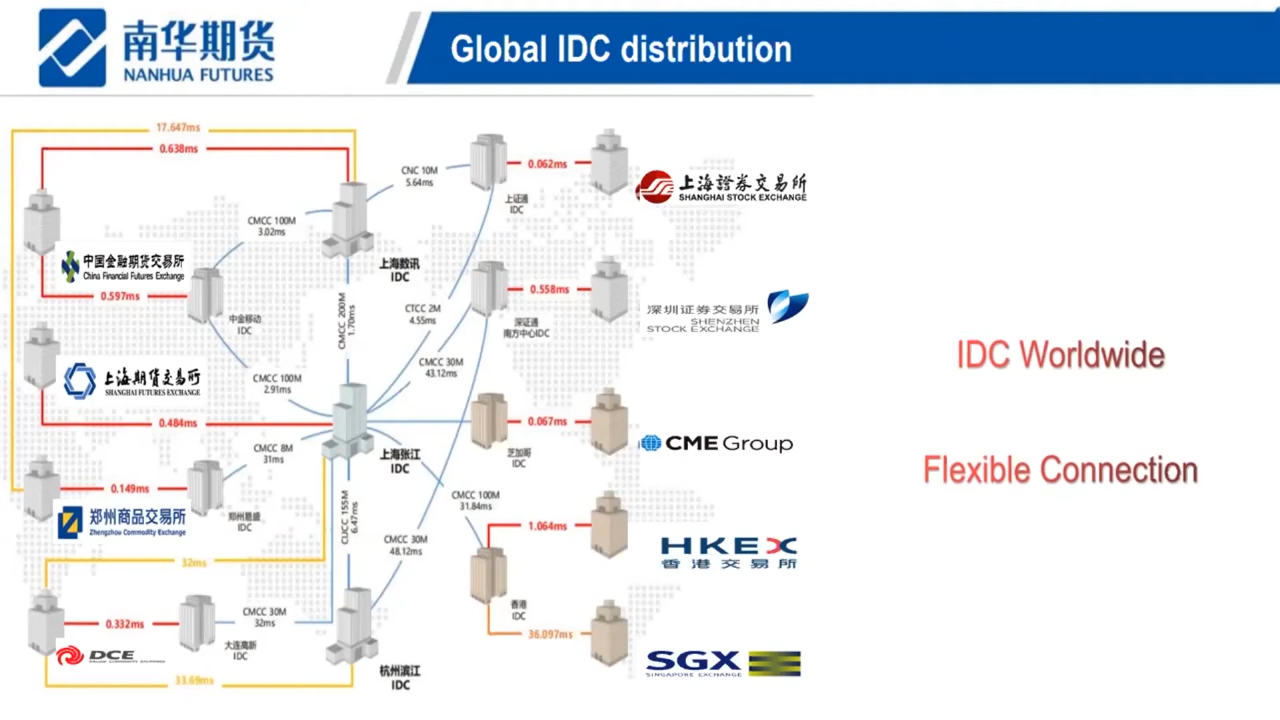 南华期货
NANHUA FUTURES
Global IDC distribution
17.647ms
0.638ms
CNC 10M
5.64ms
0.062ms
上海證券交易所
SHANGHAI STOCK EXCHANGE
上证通
IDC
CMCC 100M
3.02ms
中国金融期货交易所
China Financial Futures Exchange
上海数讯
IDC
0.597ms
中金移动
IDC
CMCC 200M
1.70ms
CTCC 2M
4.55ms
0.558ms
深证通
南方中心IDC
深圳证券交易所
SHENZHEN
STOCK EXCHANGE
CMCC 30M
43.12ms
IDC Worldwide
上海期货交易所
SHANGHAI FUTURES EXCHANGE
CMCC 100M
2.91ms
0.484ms
0.067ms
CME Group
芝加哥
IDC
CMCC 8M
31ms
上海张江
IDC
Flexible Connection
0.149ms
郑州商品交易所
Zhengzhou Commodity Exchange
郑州易盛
IDC
CUCC 155M
6.47ms
CMCC 100M
31.84ms
CMCC 30M
48.12ms
1.064ms
HKEX
香港交易所
32ms
香港
IDC
0.332ms
CMCC 30M
32ms
大连高新
IDC
DCE
36.097ms
SGX
SINGAPORE EXCHANGE
杭州滨江
IDC
33.69ms